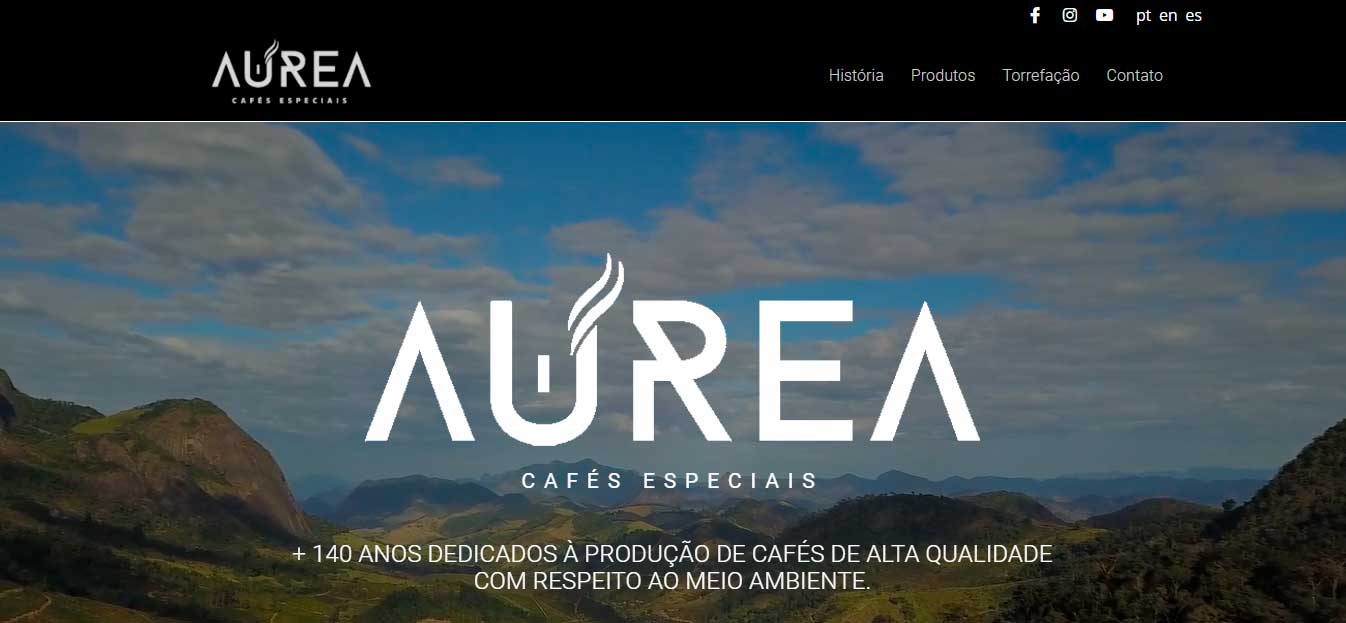 pt en es
AUREA
CAFÉS ESPECIAIS
História Produtos Torrefação Contato
AUREA
CAFÉS ESPECIAIS
+ 140 ANOS DEDICADOS À PRODUÇÃO DE CAFÉS DE ALTA QUALIDADE
COM RESPEITO AO MEIO AMBIENTE.